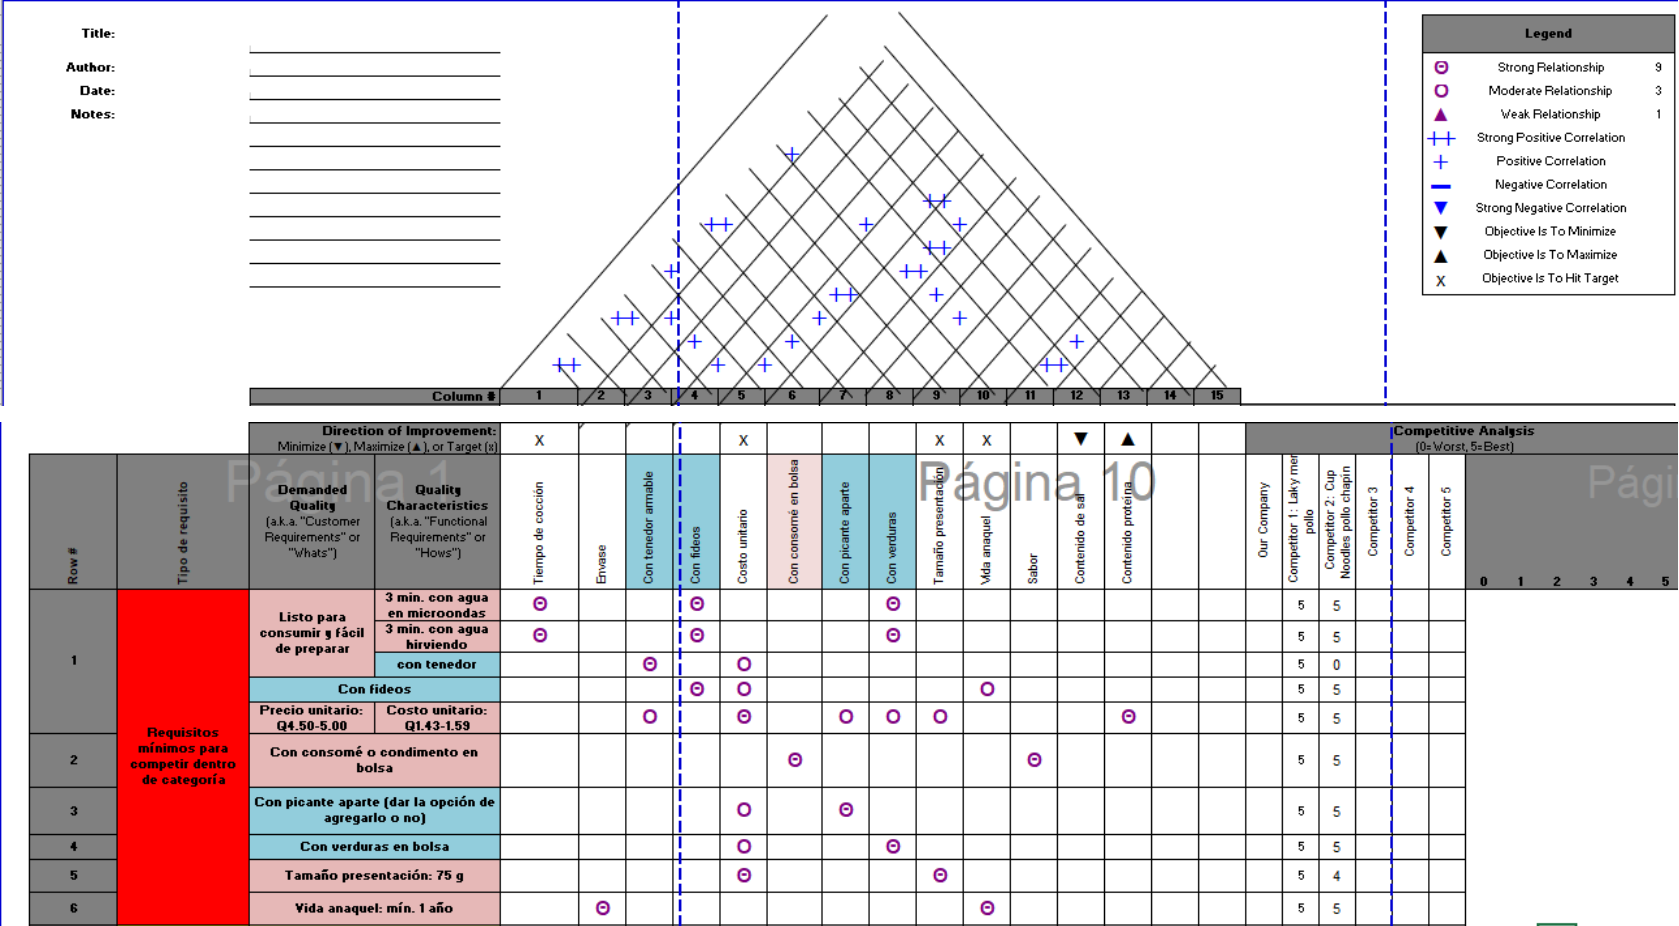 Title:
Author:
Date:
Notes:
Legend
Θ Strong Relationship 9
Ο Moderate Relationship 3
▲ Weak Relationship 1
++ Strong Positive Correlation
+ Positive Correlation
▬ Negative Correlation
▼ Strong Negative Correlation
▼ Objective Is To Minimize
▲ Objective Is To Maximize
x Objective Is To Hit Target
Column # 1 2 3 4 5 6 7 8 9 10 11 12 13 14 15
Direction of Improvement:
Minimize (▼), Maximize (▲), or Target (x)
x x x x ▼ ▲
Competitive Analysis
(0=Worst, 5=Best)
Página 1
Página 10
Pági
Row #
Tipo de requisito
Demanded
Quality
(a.k.a. "Customer
Requirements" or
"Whats")
Quality
Characteristics
(a.k.a. "Functional
Requirements" or
"Hows")
Tiempo de cocción
Envase
Con tenedor armable
Con fideos
Costo unitario
Con consomé en bolsa
Con picante aparte
Con verduras
Tamaño presentación
Vida anaquel
Sabor
Contenido de sal
Contenido proteína
Our Company
Competitor 1: Laky men
pollo
Competitor 2: Cup
Noodles pollo chapin
Competitor 3
Competitor 4
Competitor 5
0 1 2 3 4 5
Requisitos
mínimos para
competir dentro
de categoría
1
Listo para
consumir y fácil
de preparar
3 min. con agua
en microondas
Θ Θ Θ 5 5
3 min. con agua
hirviendo
Θ Θ Θ 5 5
con tenedor
Θ Ο 5 0
Con fideos
Θ Ο Ο 5 5
Precio unitario:
Q4.50-5.00
Costo unitario:
Q1.43-1.59
Ο Θ Ο Ο Ο Θ 5 5
2
Con consomé o condimento en
bolsa
Θ Θ 5 5
3
Con picante aparte (dar la opción de
agregarlo o no)
Ο Θ 5 5
4 Con verduras en bolsa Ο Θ 5 5
5 Tamaño presentación: 75 g Θ Θ 5 4
6 Vida anaquel: mín. 1 año Θ Θ 5 5